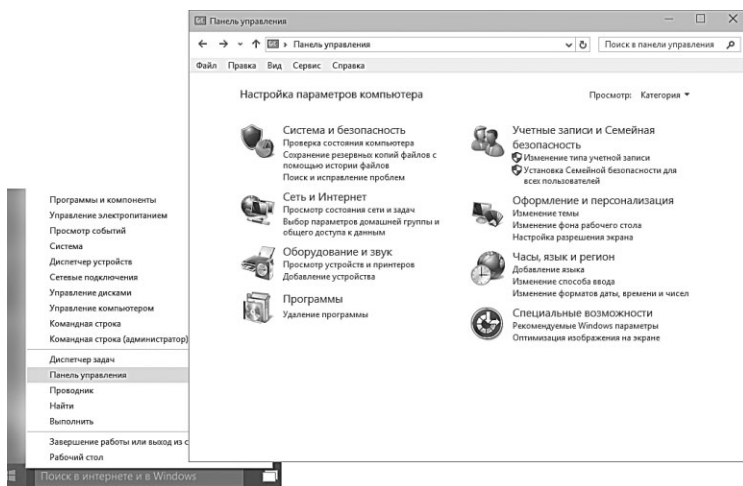 Панель управления
Панель управления
Поиск в панели управления
Файл Правка Вид Сервис Справка
Настройка параметров компьютера
Просмотр: Категория
Система и безопасность
Проверка состояния компьютера
Сохранение резервных копий файлов с
помощью истории файлов
Поиск и исправление проблем
Сеть и Интернет
Просмотр состояния сети и задач
Выбор параметров домашней группы и
общего доступа к данным
Оборудование и звук
Просмотр устройств и принтеров
Добавление устройства
Программы
Удаление программы
Учетные записи и Семейная
безопасность
Изменение типа учетной записи
Установка Семейной безопасности для
всех пользователей
Оформление и персонализация
Изменение темы
Изменение фона рабочего стола
Настройка разрешения экрана
Часы, язык и регион
Добавление языка
Изменение способа ввода
Изменение форматов даты, времени и чисел
Специальные возможности
Рекомендуемые Windows параметры
Оптимизация изображения на экране
Программы и компоненты
Управление электропитанием
Просмотр событий
Система
Диспетчер устройств
Сетевые подключения
Управление дисками
Управление компьютером
Командная строка
Командная строка (администратор)
Диспетчер задач
Панель управления
Проводник
Найти
Выполнить
Завершение работы или выход из с
Рабочий стол
Поиск в интернете и в Windows